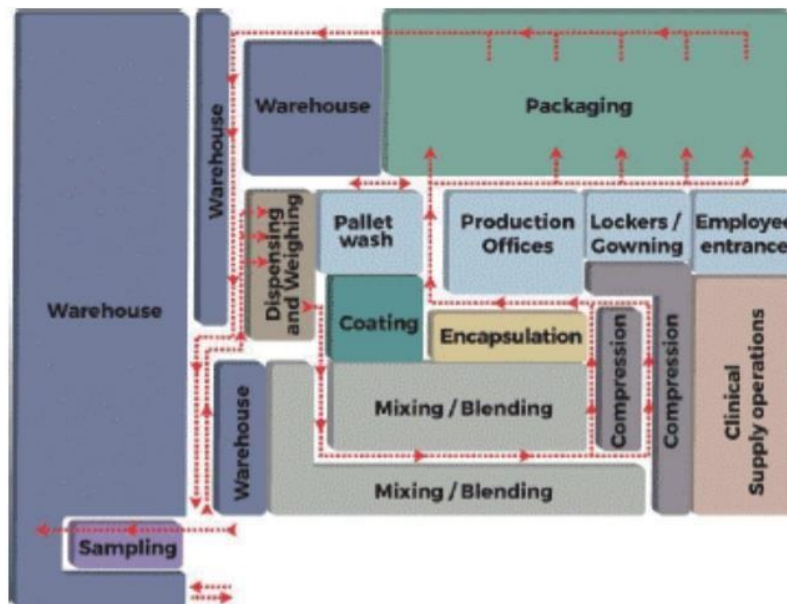 Warehouse
Packaging
Warehouse
Pallet
wash
Production
Offices
Lockers /
Gowning
Employee
entrance
Dispensing
and Weighing
Warehouse
Coating
Encapsulation
Compression
Compression
Clinical
Supply operations
Mixing / Blending
Warehouse
Mixing / Blending
Sampling